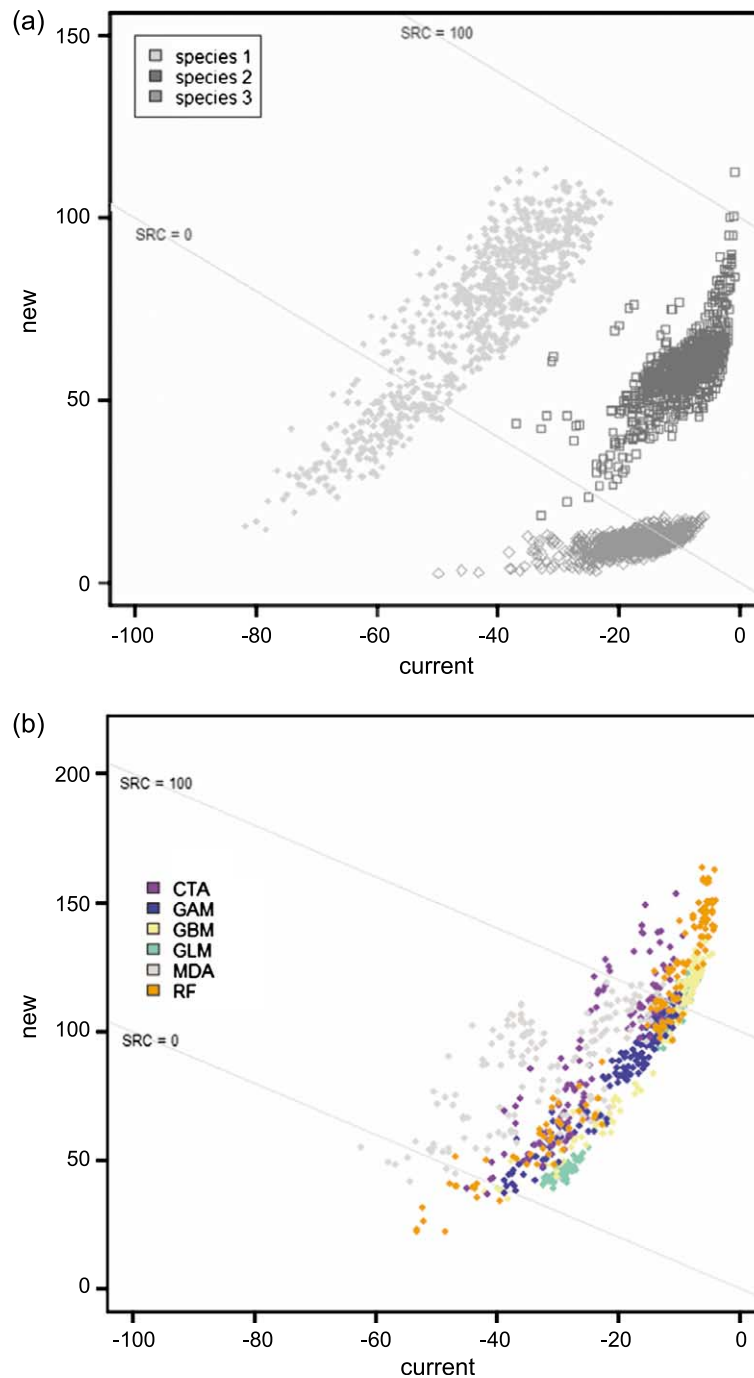 (a)
150
SRC = 100
species 1
species 2
species 3
100
SRC = 0
new
50
0
-100
-80
-60
-40
-20
0
current
(b)
200
SRC = 100
CTA
GAM
150
GBM
GLM
MDA
RF
new
100
SRC = 0
50
0
-100
-80
-60
-40
-20
0
current